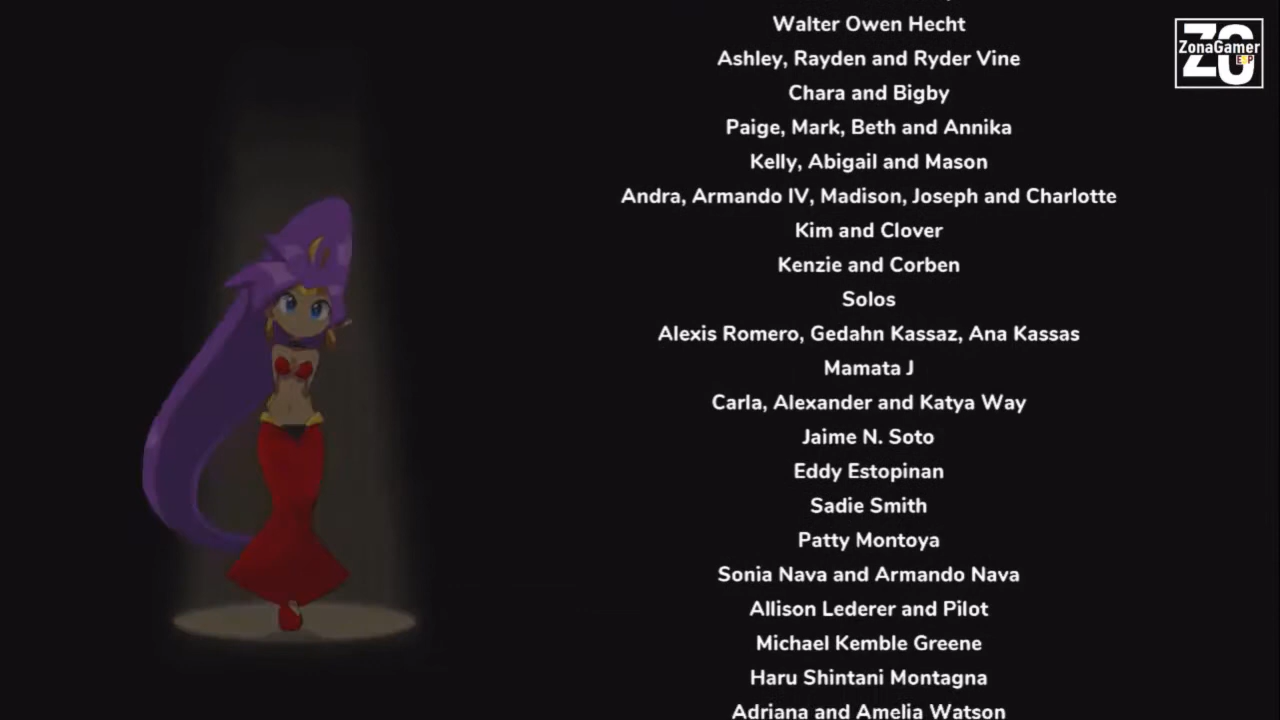 Walter Owen Hecht
Ashley, Rayden and Ryder Vine
Chara and Bigby
Paige, Mark, Beth and Annika
Kelly, Abigail and Mason
Andra, Armando IV, Madison, Joseph and Charlotte
Kim and Clover
Kenzie and Corben
Solos
Alexis Romero, Gedahn Kassaz, Ana Kassas
Mamata J
Carla, Alexander and Katya Way
Jaime N. Soto
Eddy Estopinan
Sadie Smith
Patty Montoya
Sonia Nava and Armando Nava
Allison Lederer and Pilot
Michael Kemble Greene
Haru Shintani Montagna
Adriana and Amelia Watson
ZG
ZonaGamer
ESP